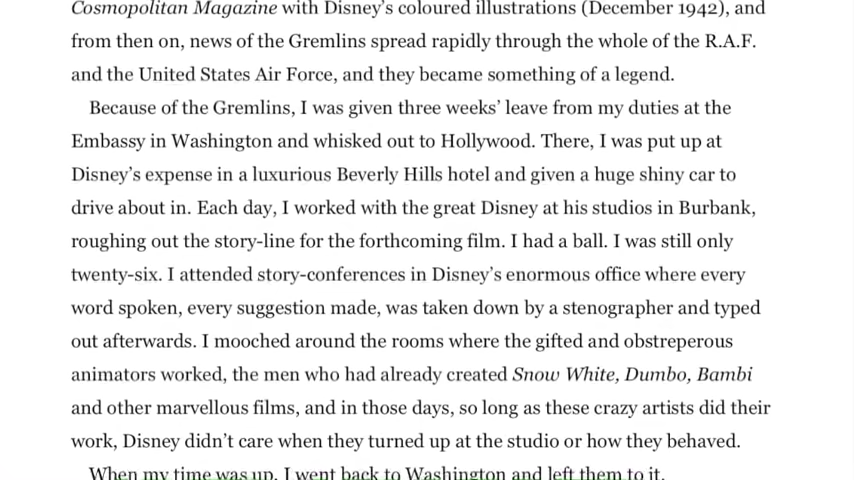 Cosmopolitan Magazine with Disney's coloured illustrations (December 1942), and
from then on, news of the Gremlins spread rapidly through the whole of the R.A.F.
and the United States Air Force, and they became something of a legend.
Because of the Gremlins, I was given three weeks' leave from my duties at the
Embassy in Washington and whisked out to Hollywood. There, I was put up at
Disney's expense in a luxurious Beverly Hills hotel and given a huge shiny car to
drive about in. Each day, I worked with the great Disney at his studios in Burbank,
roughing out the story-line for the forthcoming film. I had a ball. I was still only
twenty-six. I attended story-conferences in Disney's enormous office where every
word spoken, every suggestion made, was taken down by a stenographer and typed
out afterwards. I mooched around the rooms where the gifted and obstreperous
animators worked, the men who had already created Snow White, Dumbo, Bambi
and other marvellous films, and in those days, so long as these crazy artists did their
work, Disney didn't care when they turned up at the studio or how they behaved.
When my time was up, I went back to Washington and left them to it.